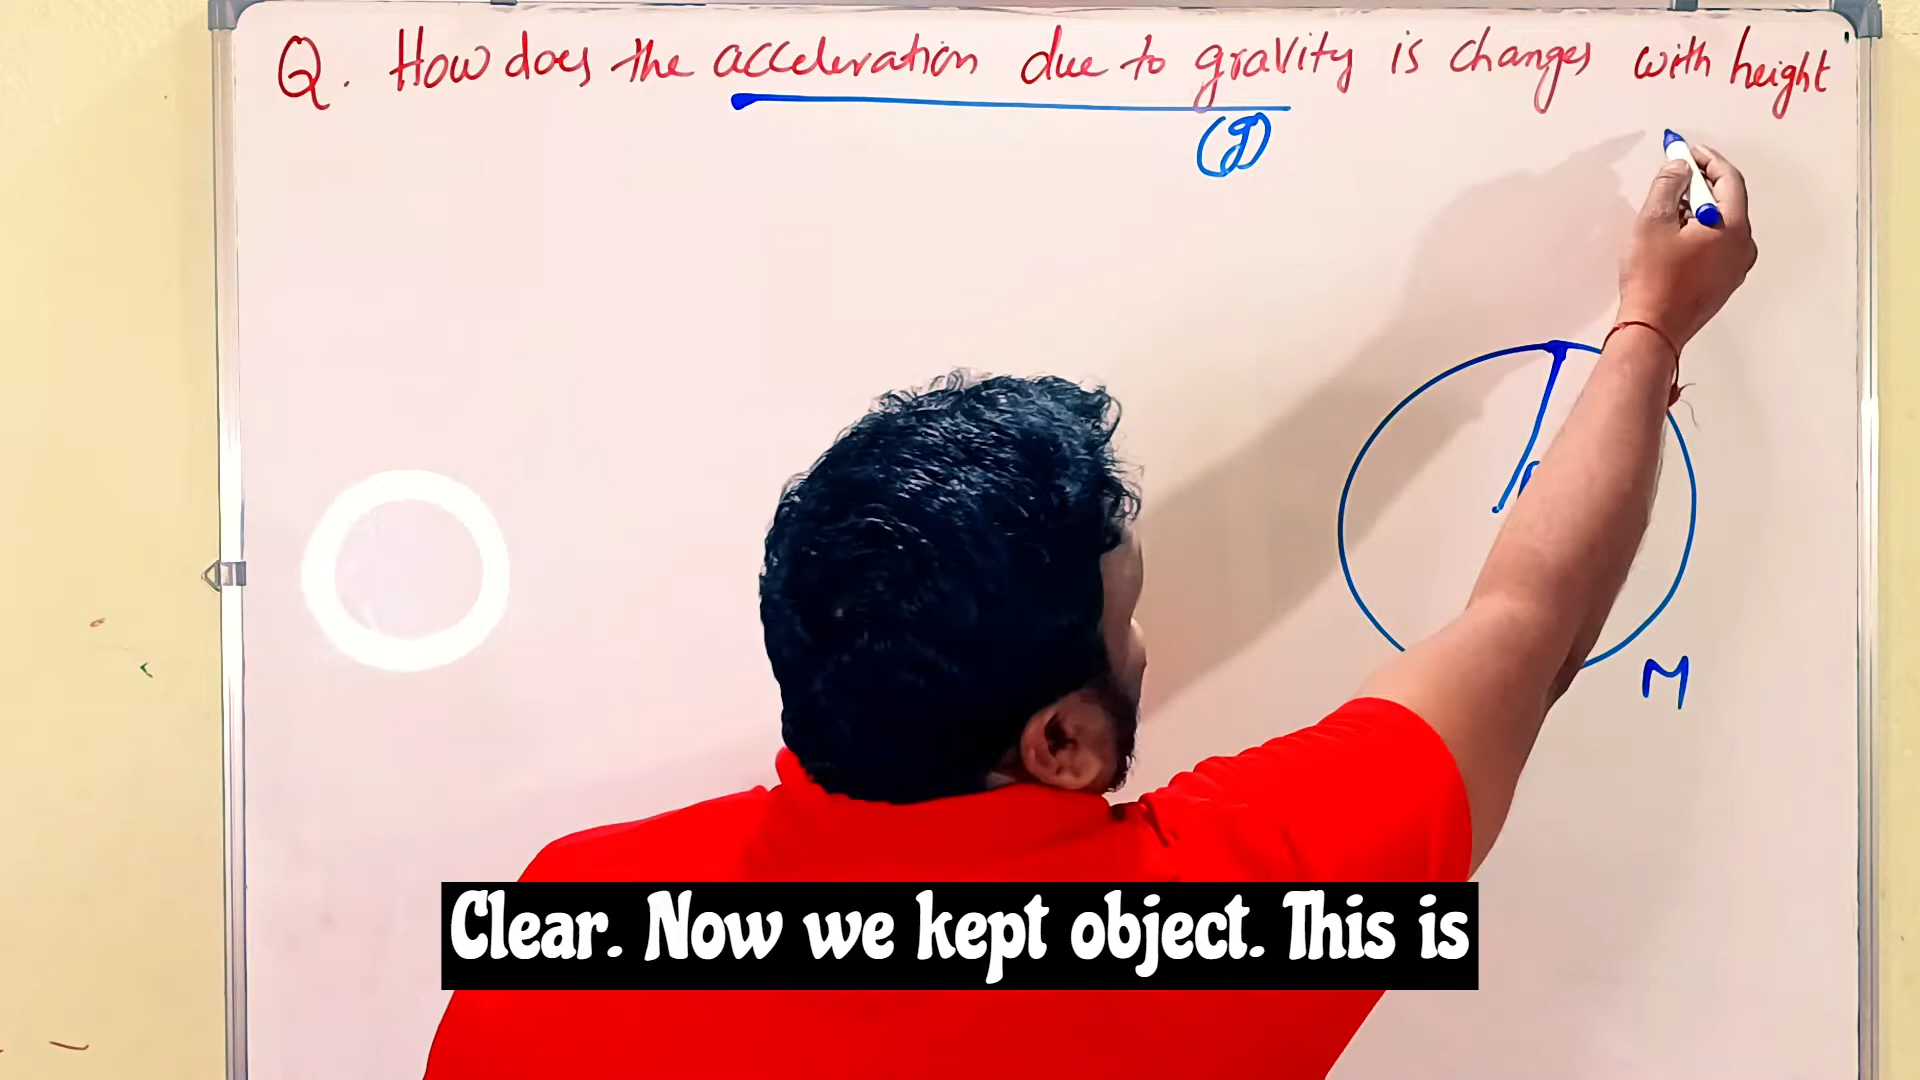 Q. How does the acceleration due to gravity is changes with height
(g)
M
Clear. Now we kept object. This is